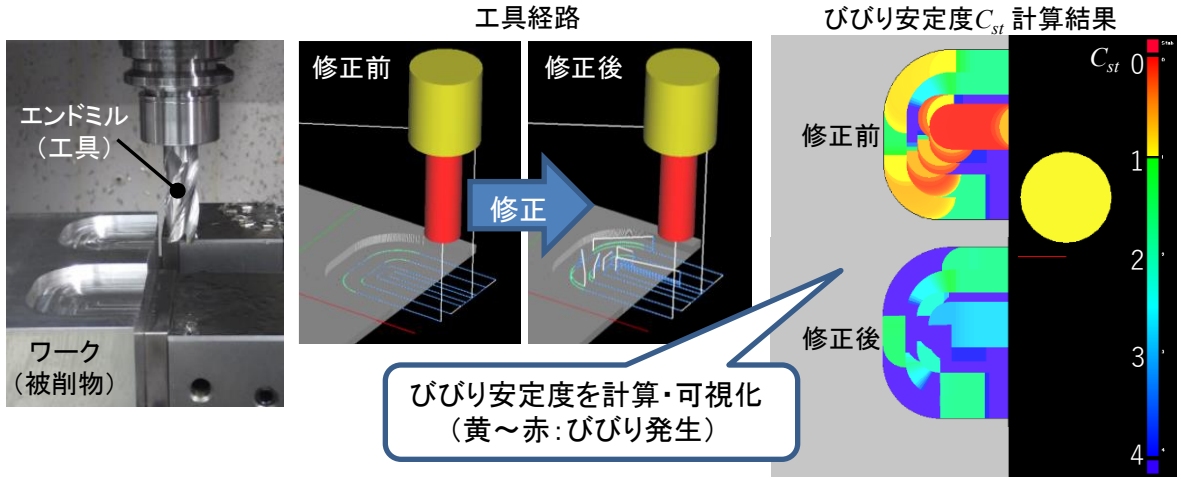 工具経路
びびり安定度C_st 計算結果
エンドミル
（工具）
ワーク
（被削物）
修正前
修正後
修正
びびり安定度を計算・可視化
（黄～赤：びびり発生）
修正前
修正後
C_st
0
1
2
3
4